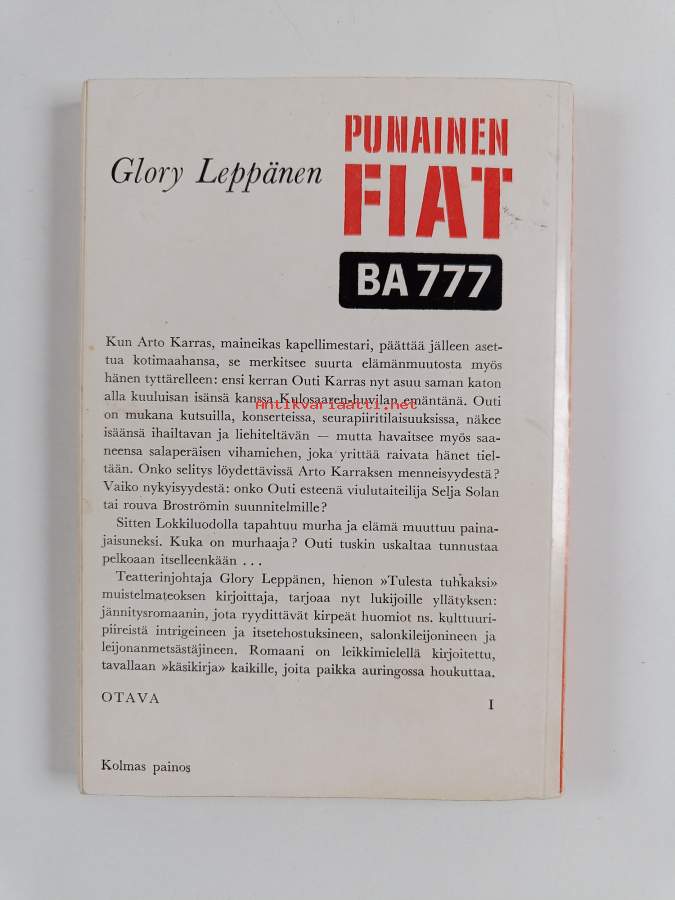 PUNAINEN
FIAT
Glory Leppänen
BA 777
Kun Arto Karras, maineikas kapellimestari, päättää jälleen aset-
tua kotimaahansa, se merkitsee suurta elämänmuutosta myös
hänen tyttärelleen: ensi kerran Outi Karras nyt asuu saman katon
alla kuuluisan isänsä kanssa Kulosaaren-huvilan emäntänä. Outi
Antikvariaatti.net
on mukana kutsuilla, konserteissa, seurapiiritilaisuuksissa, näkee
isäänsä ihailtavan ja liehiteltävän — mutta havaitsee myös saa-
neensa salaperäisen vihamiehen, joka yrittää raivata hänet tiel-
tään. Onko selitys löydettävissä Arto Karraksen menneisyydestä?
Vaiko nykyisyydestä: onko Outi esteenä viulutaiteilija Selja Solan
tai rouva Broströmin suunnitelmille?
Sitten Lokkiluodolla tapahtuu murha ja elämä muuttuu paina-
jaisuneksi. Kuka on murhaaja? Outi tuskin uskaltaa tunnustaa
pelkoaan itselleenkään . . .
Teatterinjohtaja Glory Leppänen, hienon »Tulesta tuhkaksi»
muistelmateoksen kirjoittaja, tarjoaa nyt lukijoille yllätyksen:
jännitysromaanin, jota ryydittävät kirpeät huomiot ns. kulttuuri-
piireistä intrigeineen ja itsetehostuksineen, salonkileijonineen ja
leijonanmetsästäjineen. Romaani on leikkimielellä kirjoitettu,
tavallaan »käsikirja» kaikille, joita paikka auringossa houkuttaa.
OTAVA
I
Kolmas painos